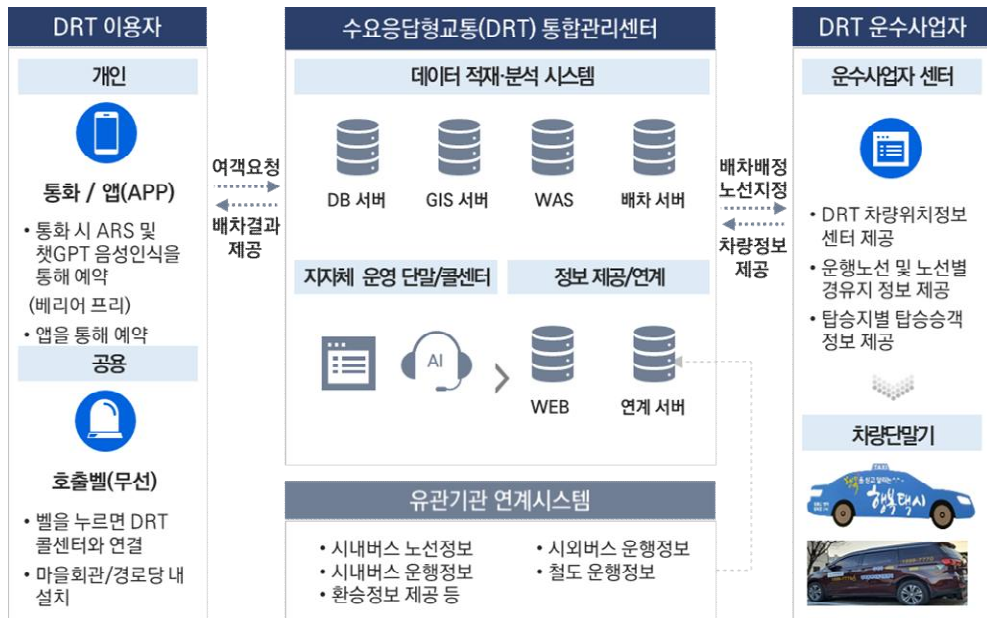 DRT 이용자
개인
통화 / 앱(APP)
• 통화 시 ARS 및
챗GPT 음성인식을
통해 예약
(베리어 프리)
• 앱을 통해 예약
공용
호출벨(무선)
• 벨을 누르면 DRT
콜센터와 연결
• 마을회관/경로당 내
설치
여객요청
배차결과
제공
수요응답형교통(DRT) 통합관리센터
데이터 적재·분석 시스템
DB 서버
GIS 서버
WAS
배차 서버
지자체 운영 단말/콜센터
AI
정보 제공/연계
WEB
연계 서버
유관기관 연계시스템
• 시내버스 노선정보
• 시내버스 운행정보
• 환승정보 제공 등
• 시외버스 운행정보
• 철도 운행정보
배차배정
노선지정
차량정보
제공
DRT 운수사업자
운수사업자 센터
• DRT 차량위치정보
센터 제공
• 운행노선 및 노선별
경유지 정보 제공
• 탑승지별 탑승승객
정보 제공
차량단말기
TAXI
행복택시